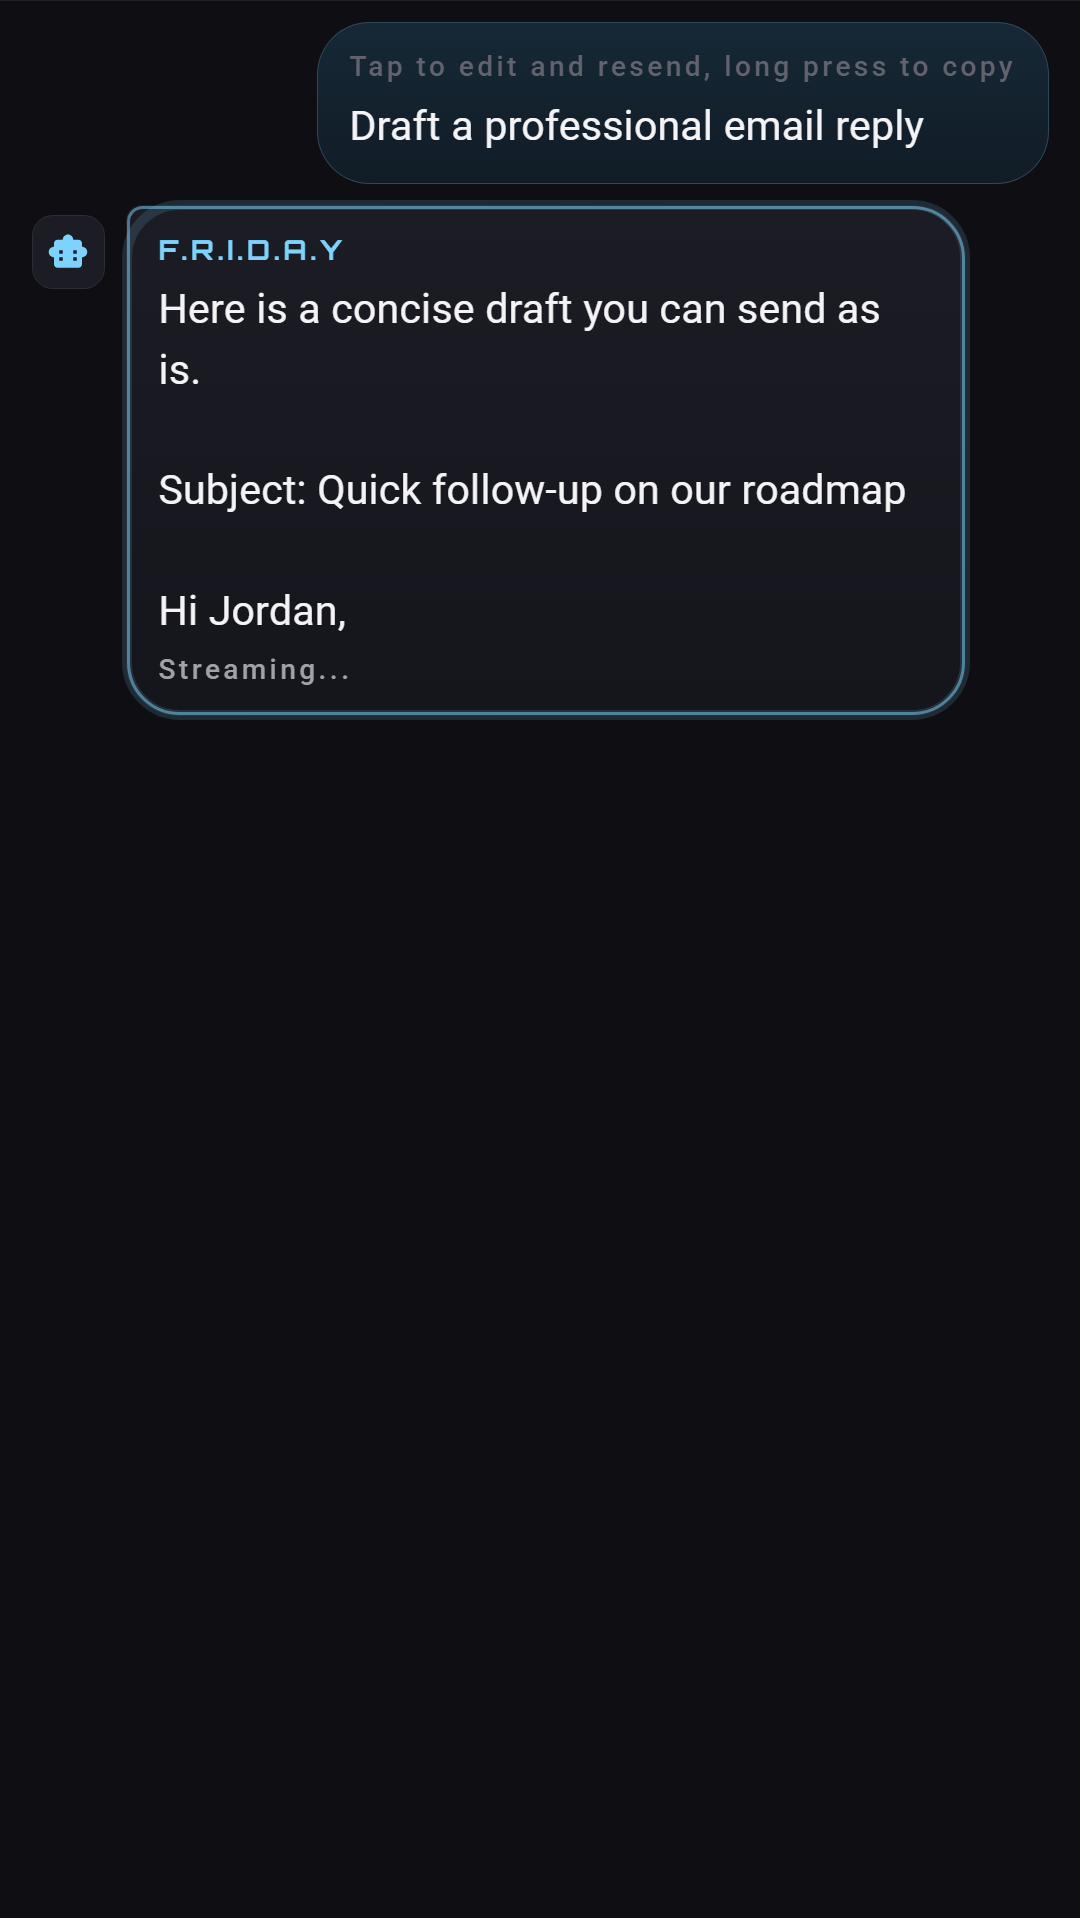 Tap to edit and resend, long press to copy
Draft a professional email reply
F.R.I.D.A.Y
Here is a concise draft you can send as
is.
Subject: Quick follow-up on our roadmap
Hi Jordan,
Streaming...